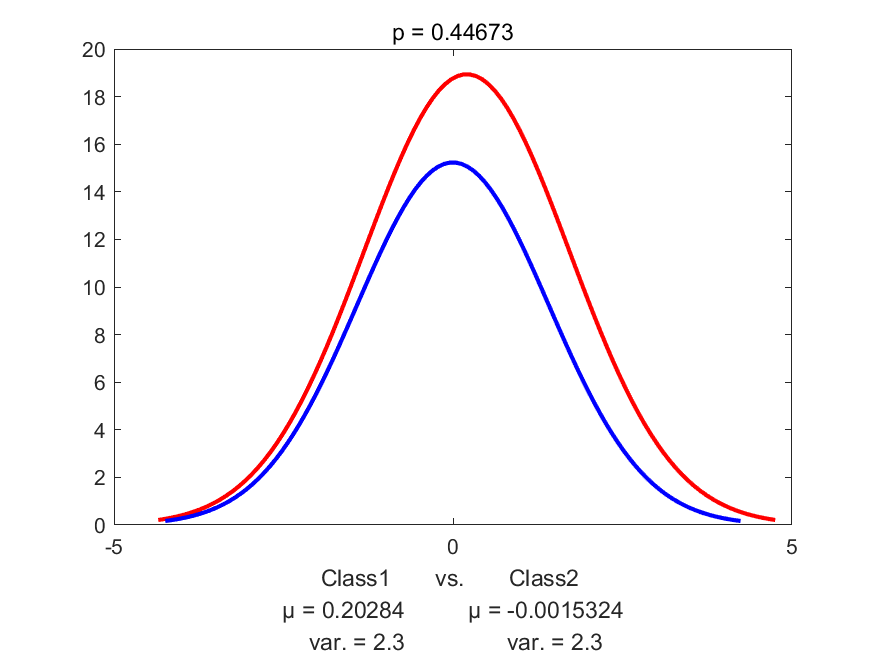 p = 0.44673
20
18
16
14
12
10
8
6
4
2
0
-5 0 5
Class1 vs. Class2
μ = 0.20284 μ = -0.0015324
var. = 2.3 var. = 2.3